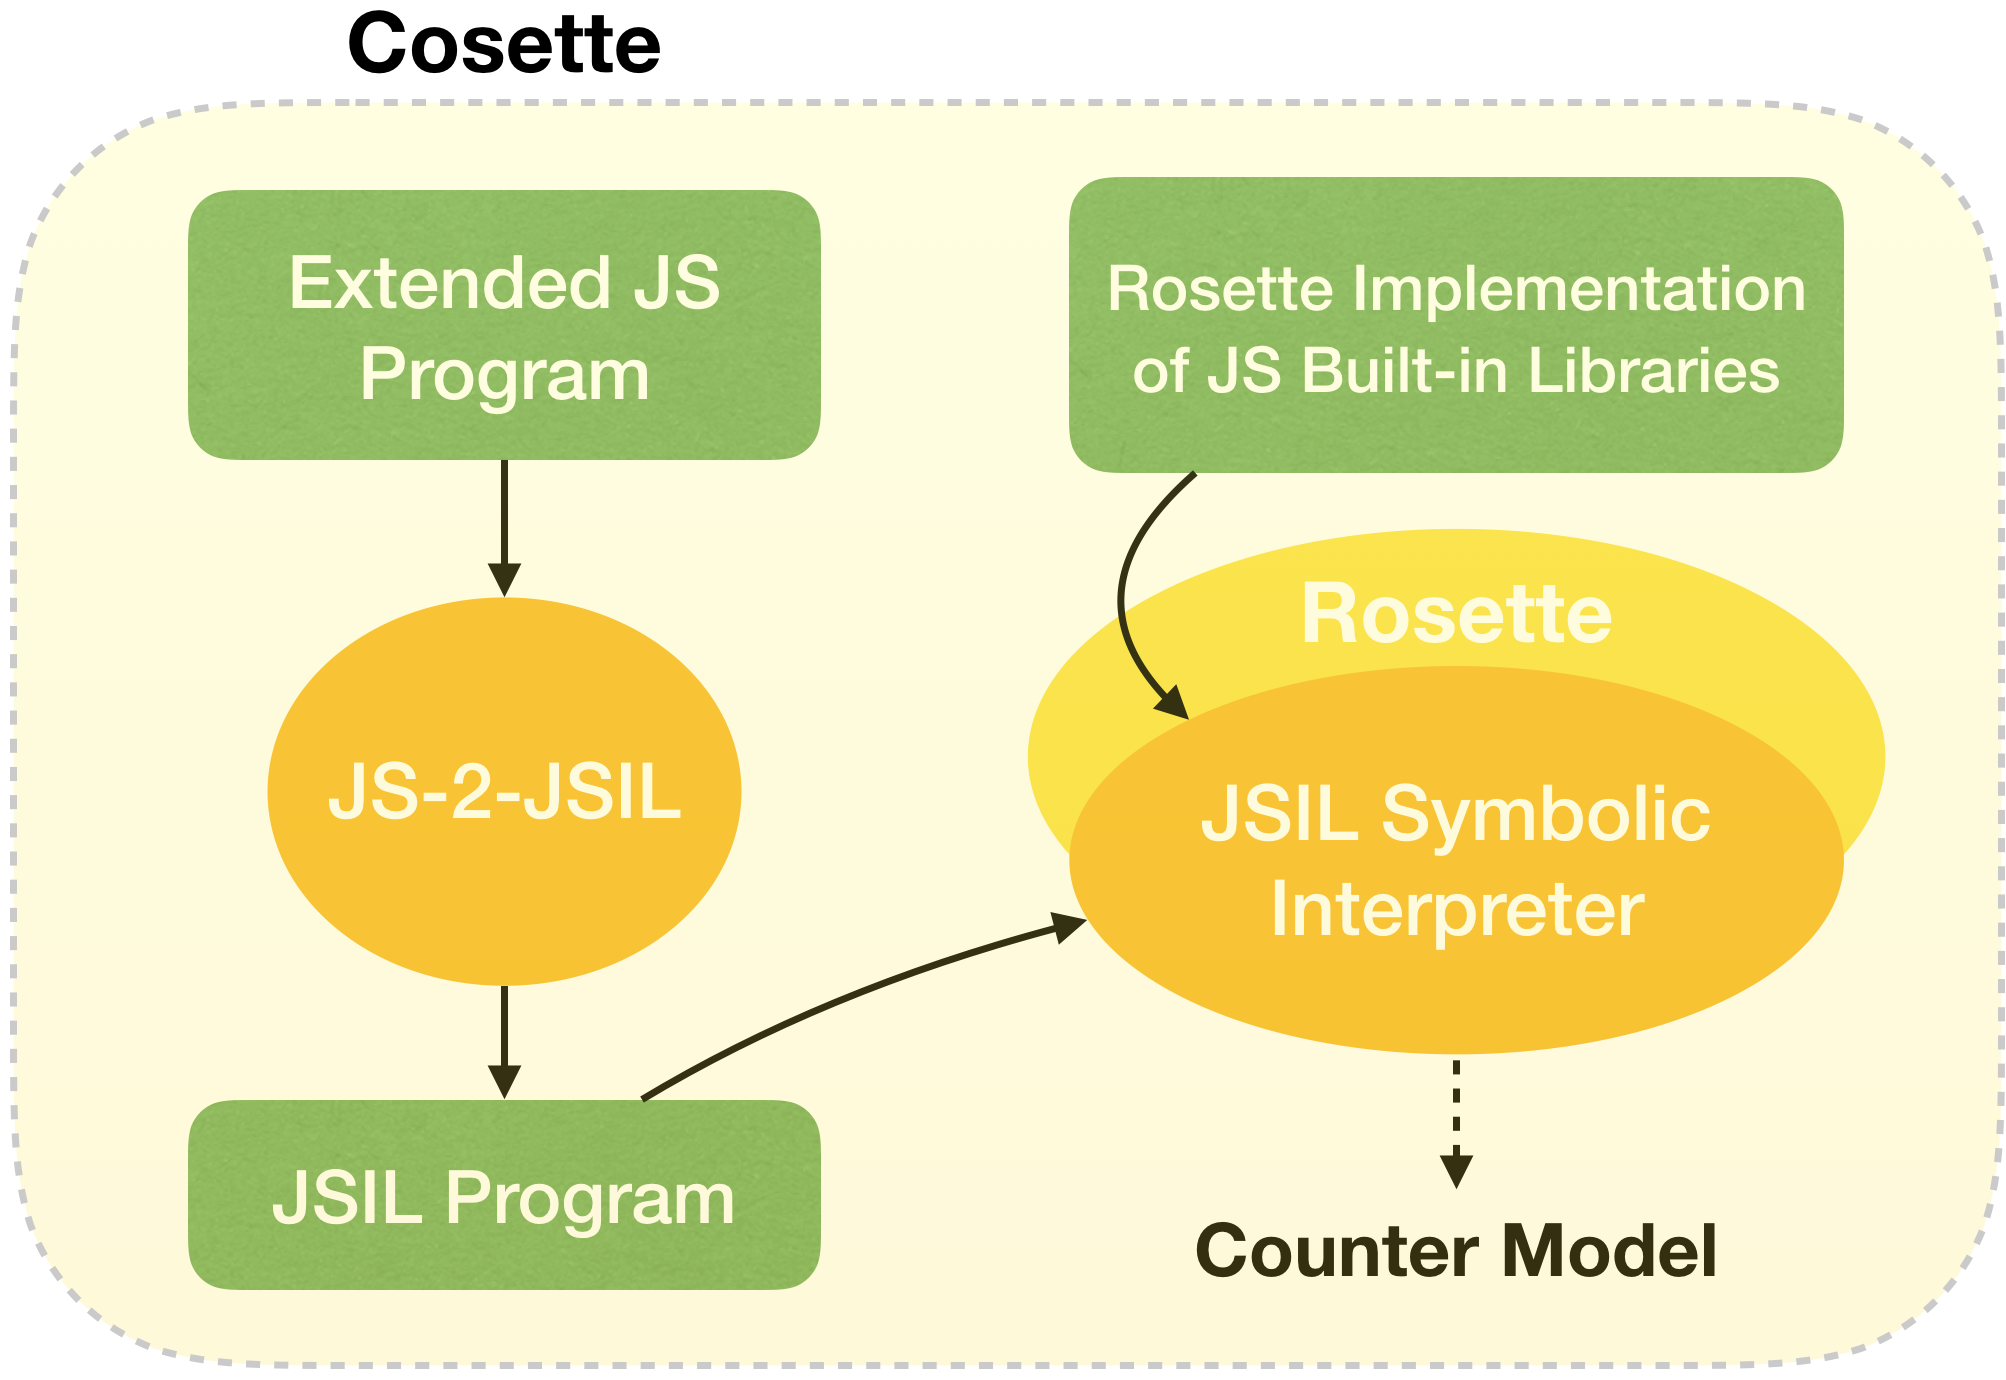 Cosette
Extended JS
Program
Rosette Implementation
of JS Built-in Libraries
Rosette
JS-2-JSIL
JSIL Symbolic
Interpreter
JSIL Program
Counter Model